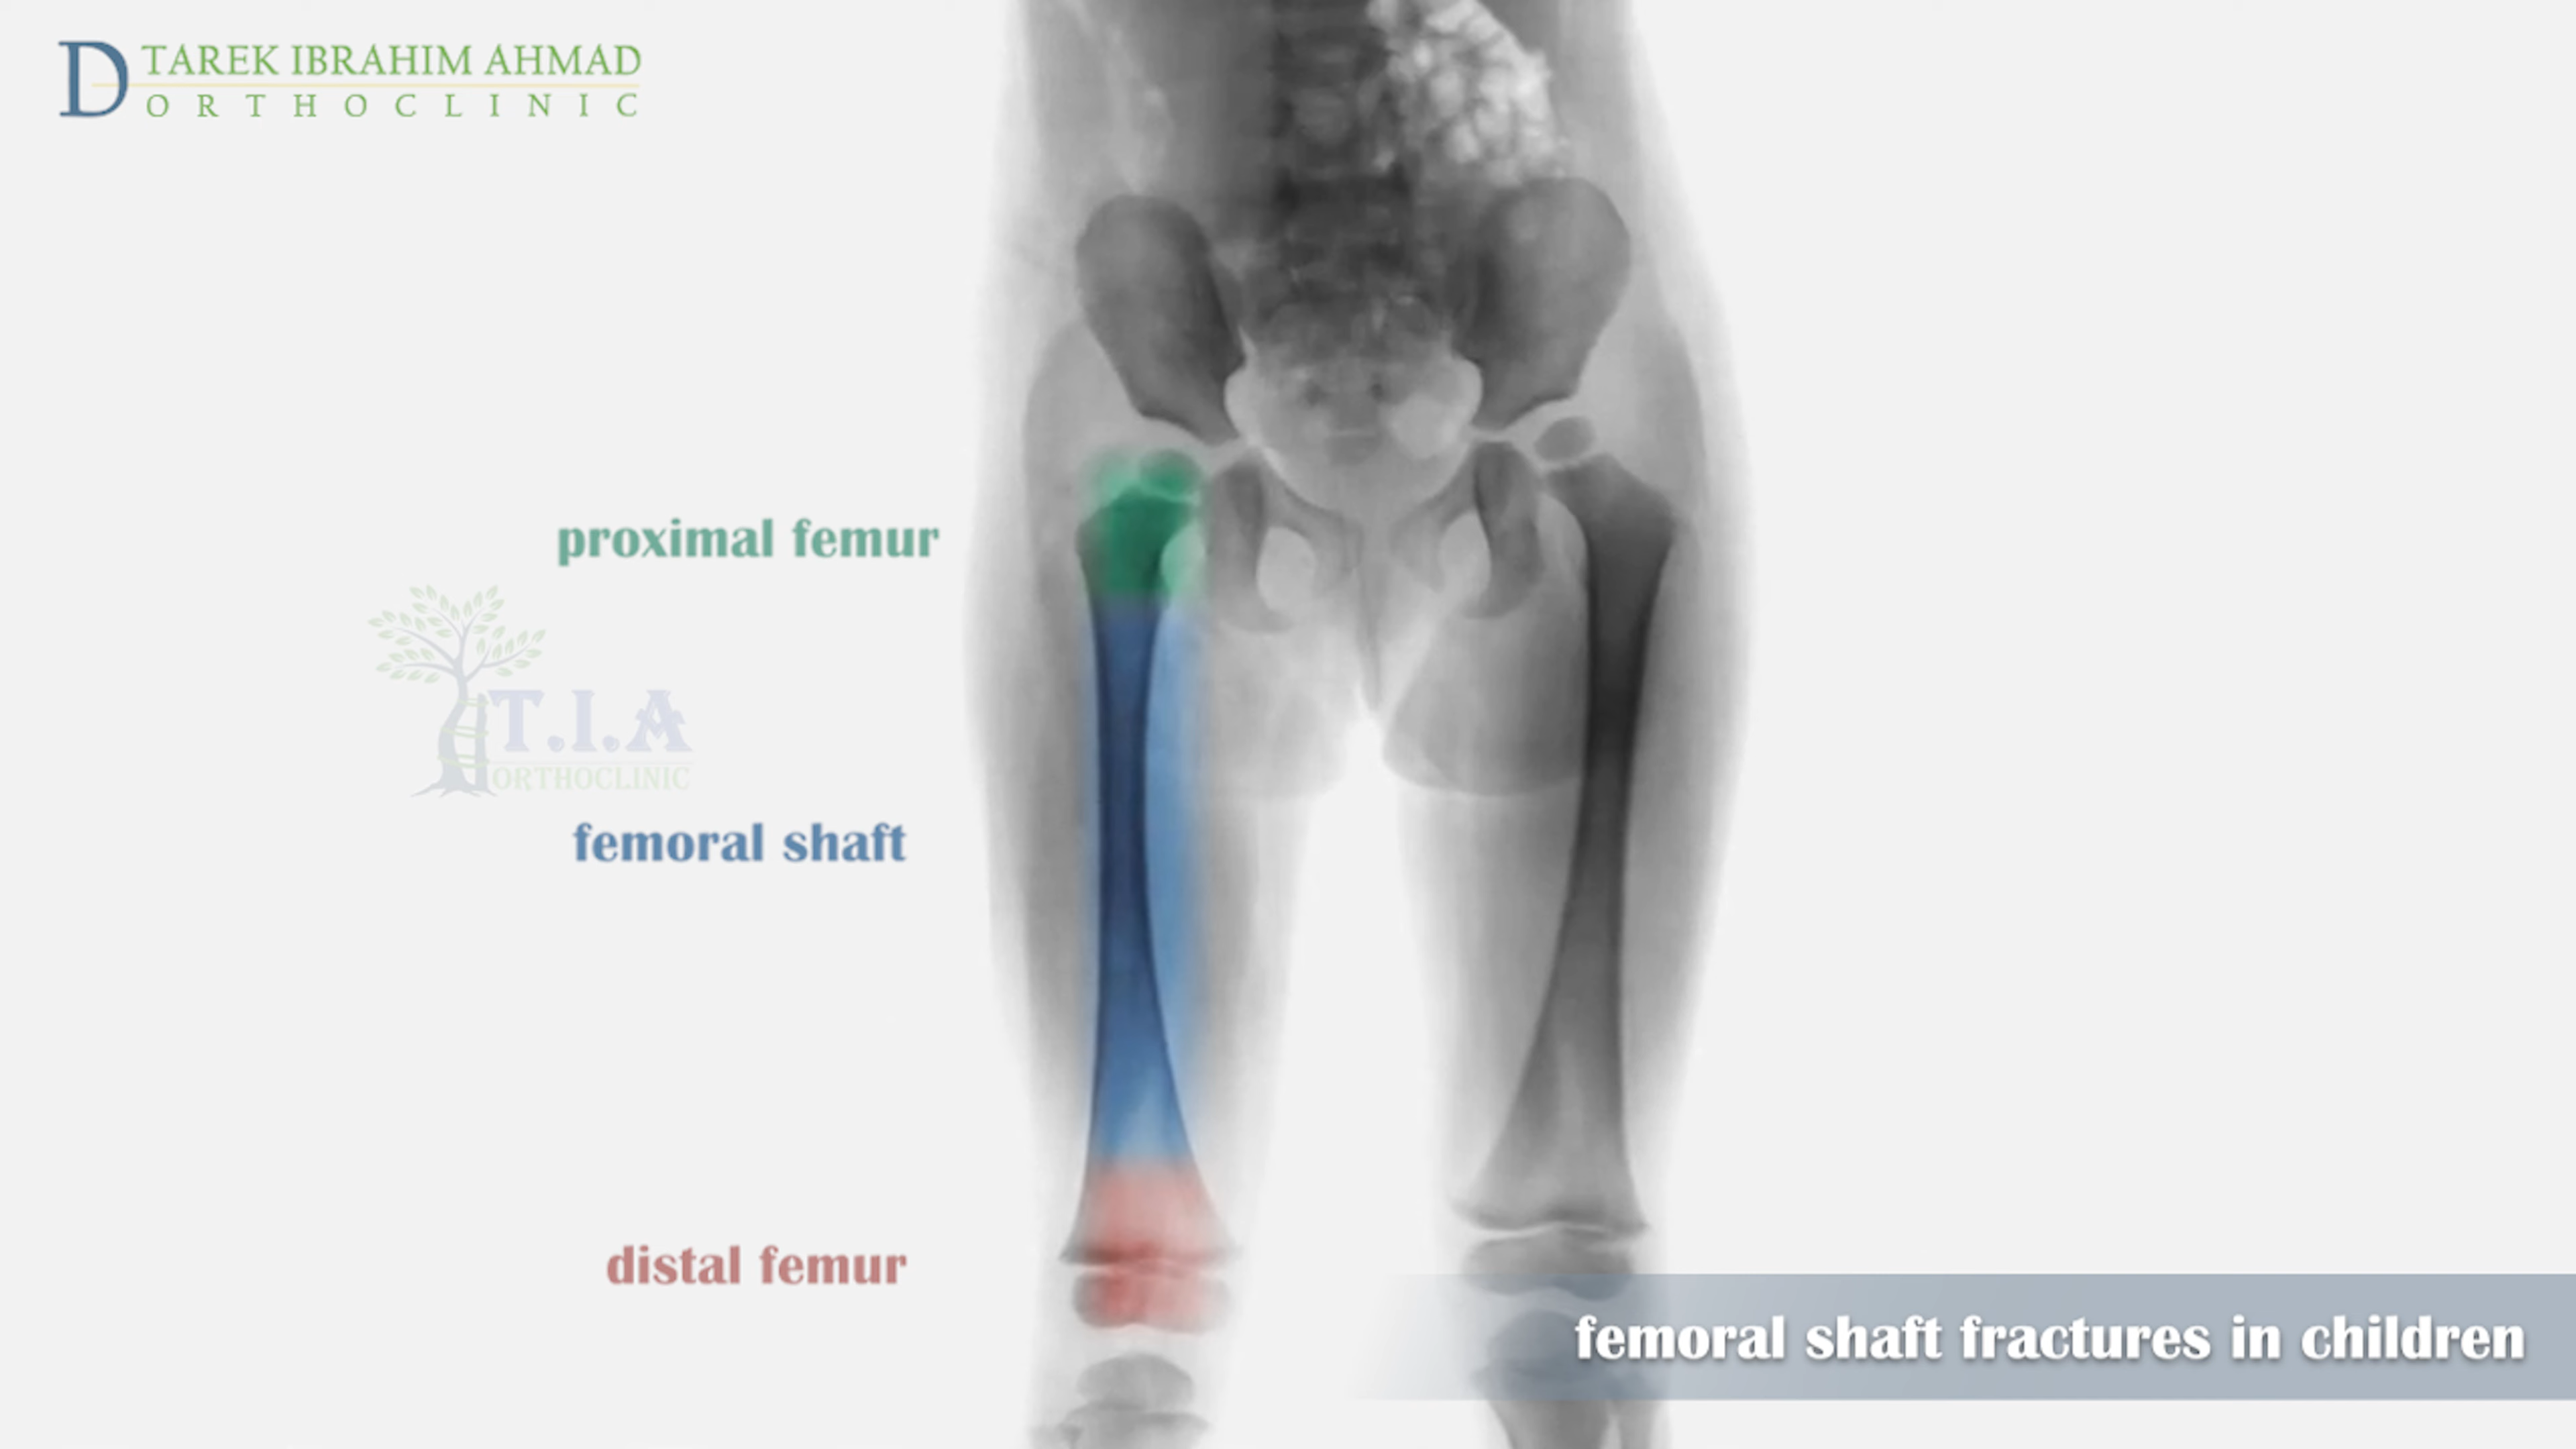 D TAREK IBRAHIM AHMAD
ORTHOCLINIC
proximal femur
T.I.A
ORTHOCLINIC
femoral shaft
distal femur
femoral shaft fractures in children